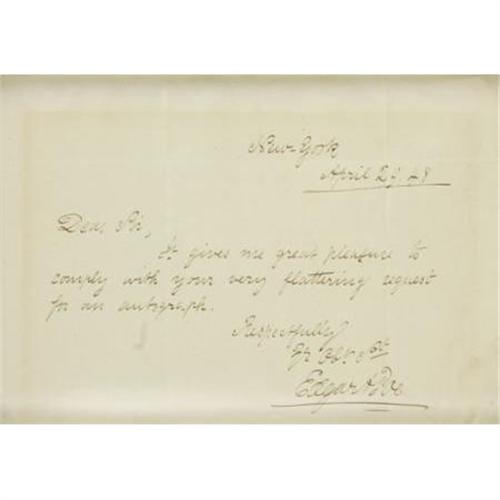 New-York
April 29. 48
Dear Sir,
It gives me great pleasure to
comply with your very flattering request
for an autograph.
Respectfully
Yr Obt St
Edgar A Poe